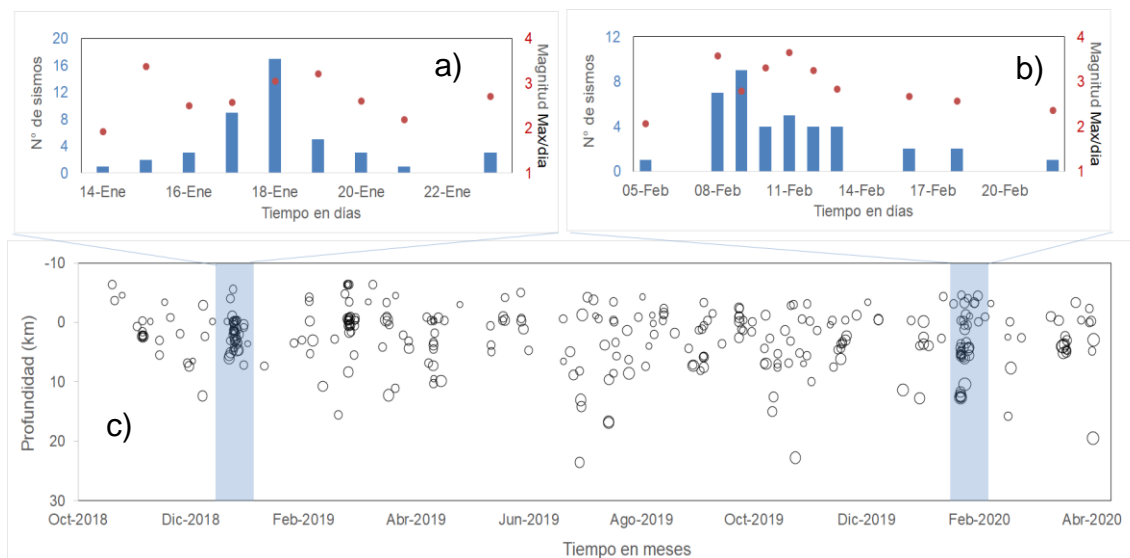 a)
N° de sismos
20
16
12
8
4
0
4
3
2
1
Magnitud Max/dia
14-Ene 16-Ene 18-Ene 20-Ene 22-Ene
Tiempo en días
b)
N° de sismos
12
8
4
0
4
3
2
1
Magnitud Max/dia
05-Feb 08-Feb 11-Feb 14-Feb 17-Feb 20-Feb
Tiempo en días
c)
Profundidad (km)
-10
0
10
20
30
Oct-2018 Dic-2018 Feb-2019 Abr-2019 Jun-2019 Ago-2019 Oct-2019 Dic-2019 Feb-2020 Abr-2020
Tiempo en meses